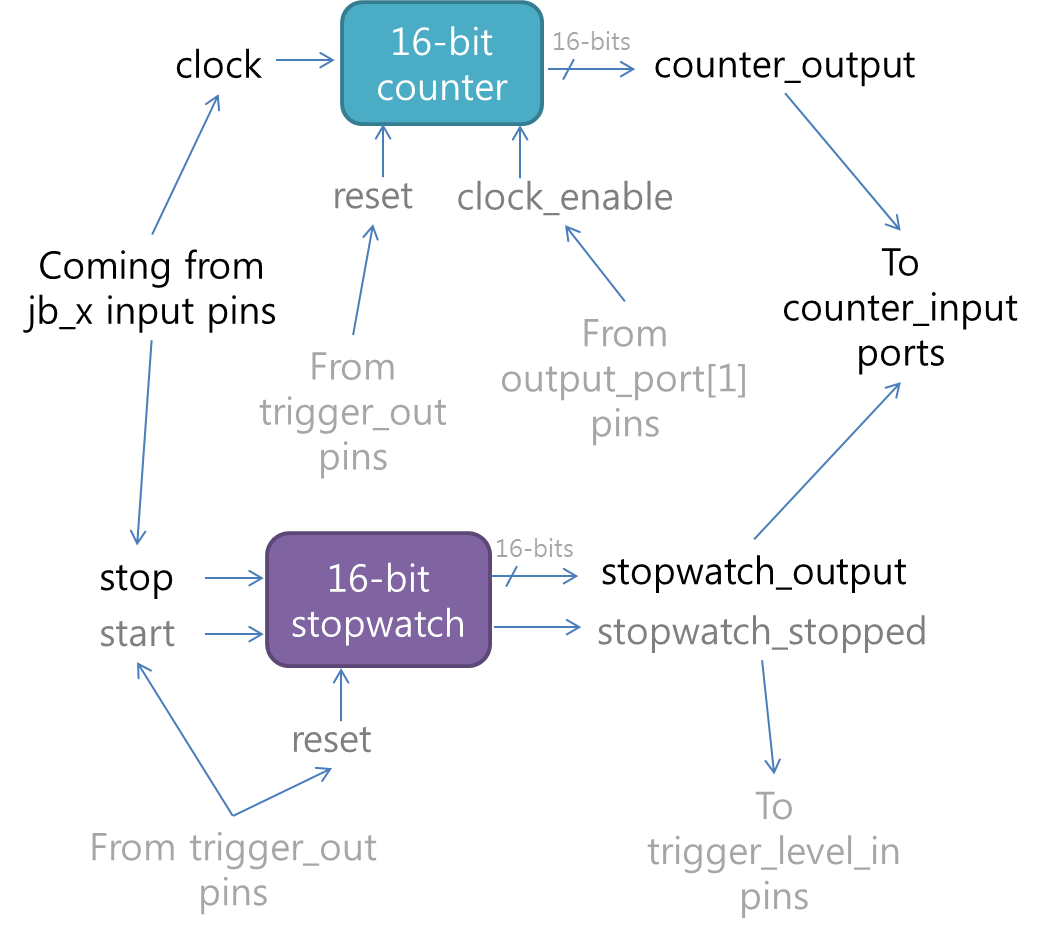 clock
16-bit
counter
16-bits
counter_output
reset
clock_enable
Coming from
jb_x input pins
From
trigger_out
pins
From
output_port[1]
pins
To
counter_input
ports
stop
start
16-bit
stopwatch
16-bits
stopwatch_output
stopwatch_stopped
reset
From trigger_out
pins
To
trigger_level_in
pins